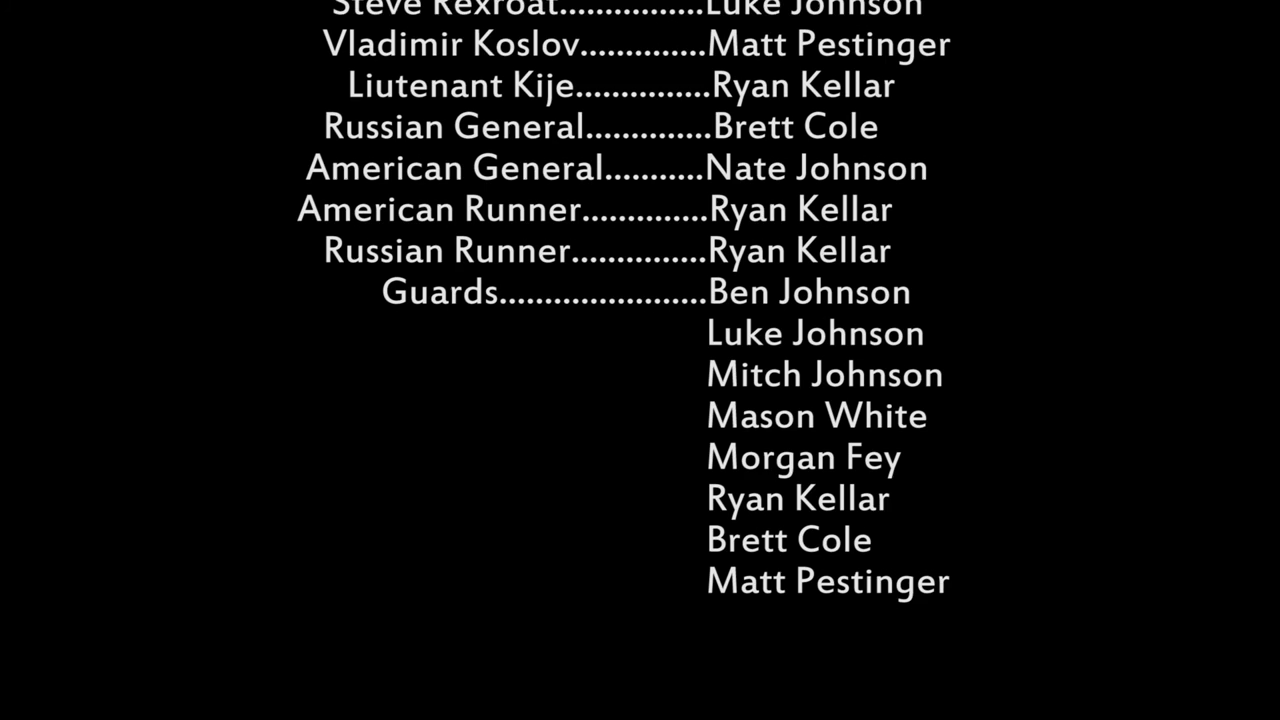 Steve Rexroat................Luke Johnson
Vladimir Koslov..............Matt Pestinger
Liutenant Kije...............Ryan Kellar
Russian General..............Brett Cole
American General...........Nate Johnson
American Runner..............Ryan Kellar
Russian Runner...............Ryan Kellar
Guards.......................Ben Johnson
Luke Johnson
Mitch Johnson
Mason White
Morgan Fey
Ryan Kellar
Brett Cole
Matt Pestinger